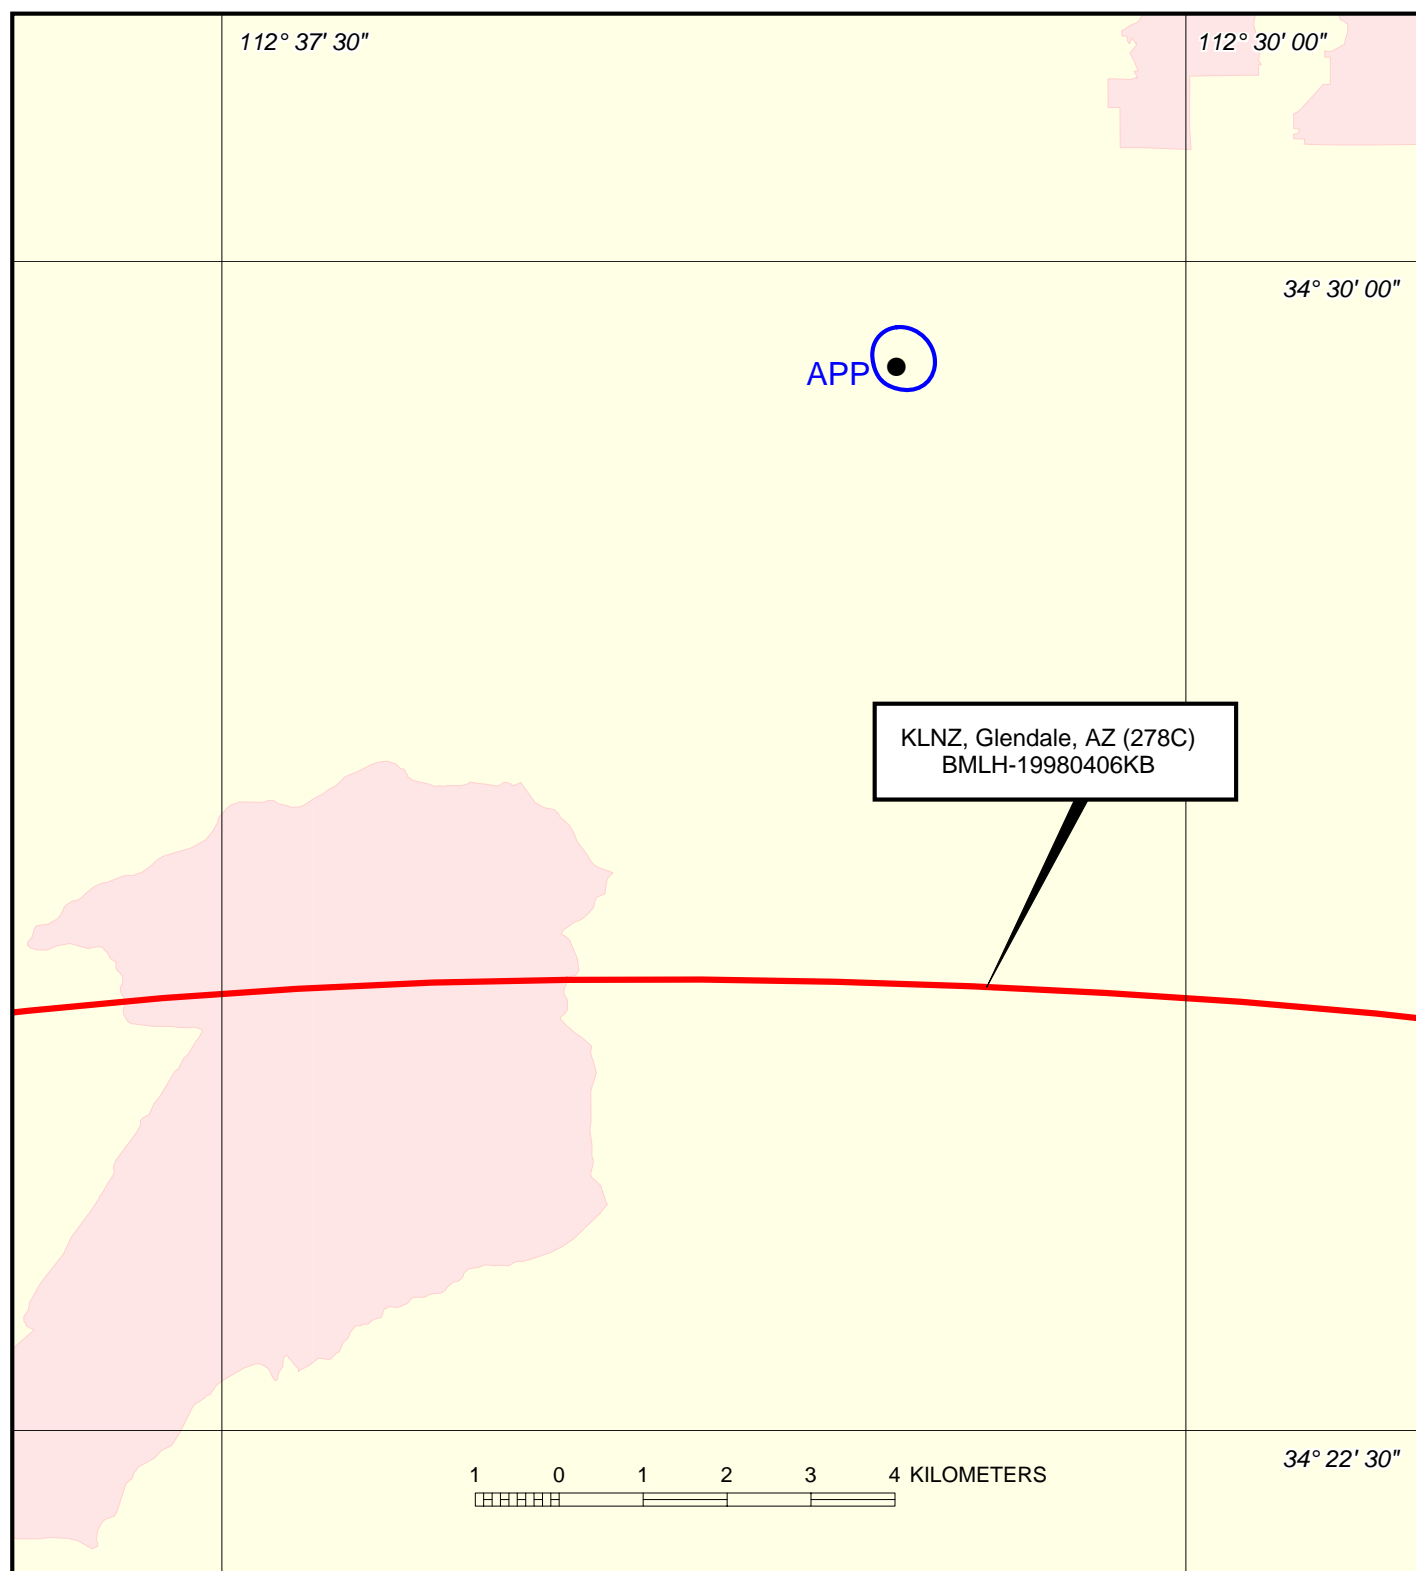 112° 37' 30"
112° 30' 00"
34° 30' 00"
APP
KLNZ, Glendale, AZ (278C)
BMLH-19980406KB
34° 22' 30"
1 0 1 2 3 4 KILOMETERS